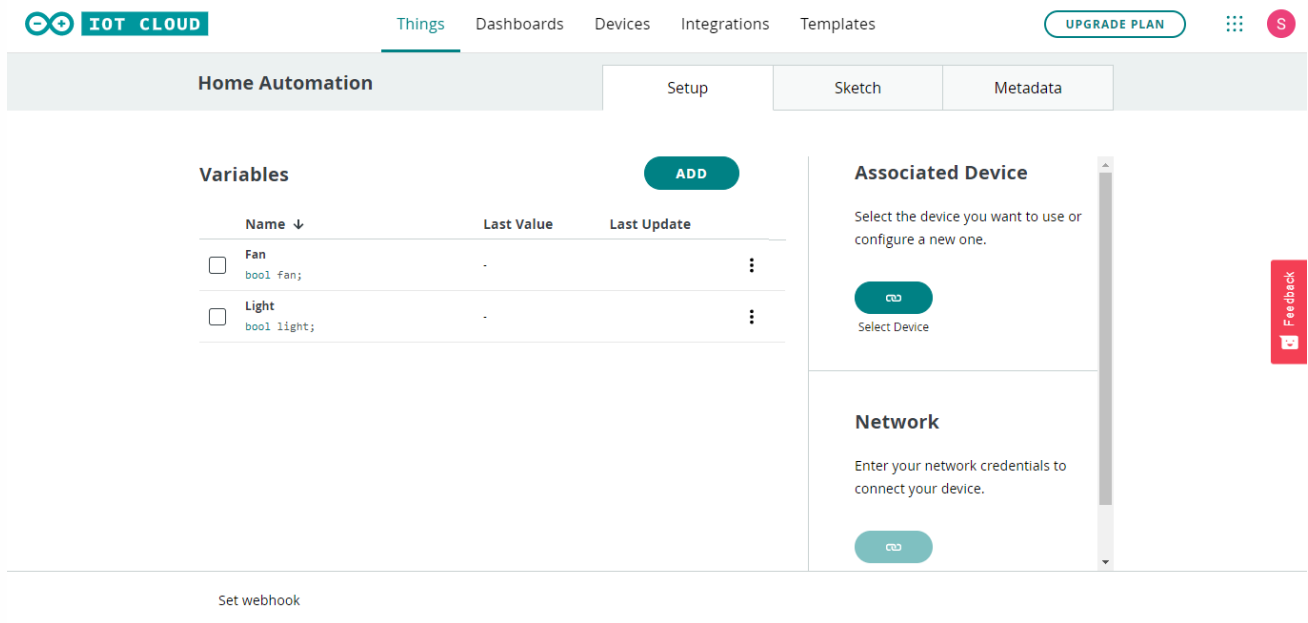 IOT CLOUD
Things
Dashboards
Devices
Integrations
Templates
UPGRADE PLAN
S
Home Automation
Setup
Sketch
Metadata
Variables
ADD
Name
Last Value
Last Update
Fan
bool fan;
-
Light
bool light;
-
Associated Device
Select the device you want to use or
configure a new one.
Select Device
Network
Enter your network credentials to
connect your device.
Feedback
Set webhook